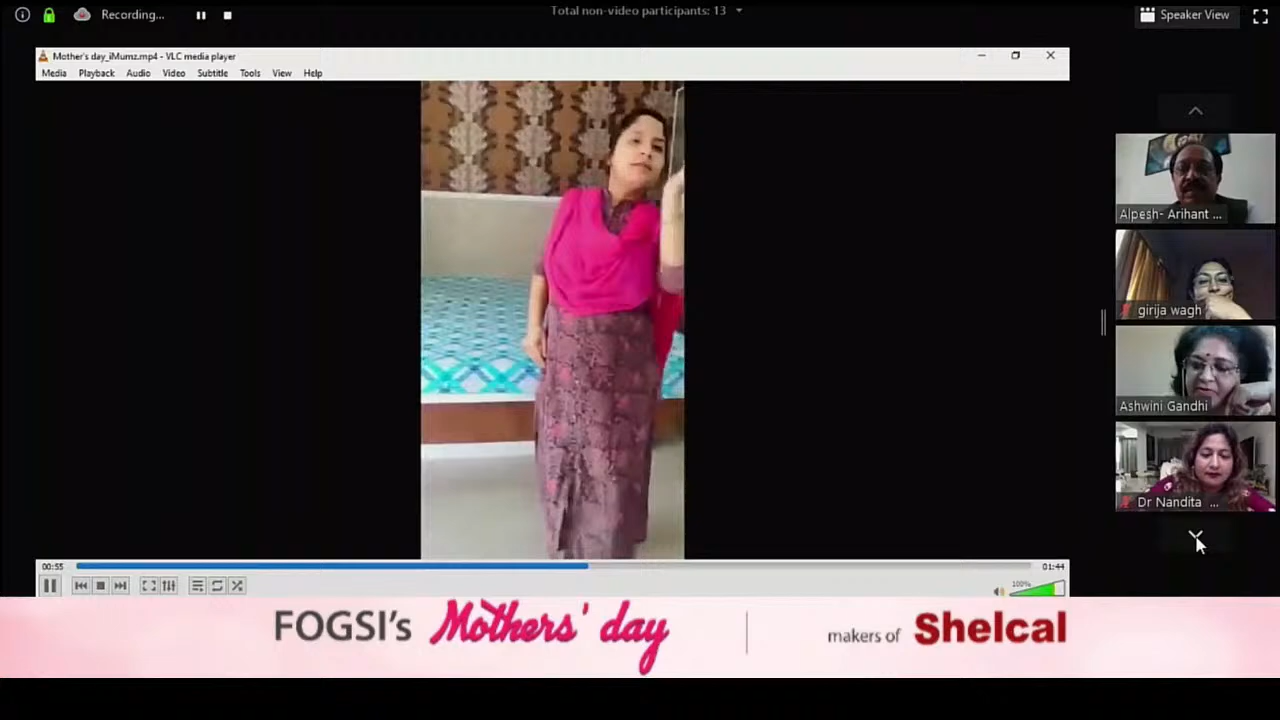 Recording...
Total non-video participants: 13
Speaker View
Mother's day_iMumz.mp4 - VLC media player
Media Playback Audio Video Subtitle Tools View Help
Alpesh- Arihant ...
girija wagh
Ashwini Gandhi
Dr Nandita ...
00:55
01:44
100%
FOGSI's Mothers' day
makers of Shelcal